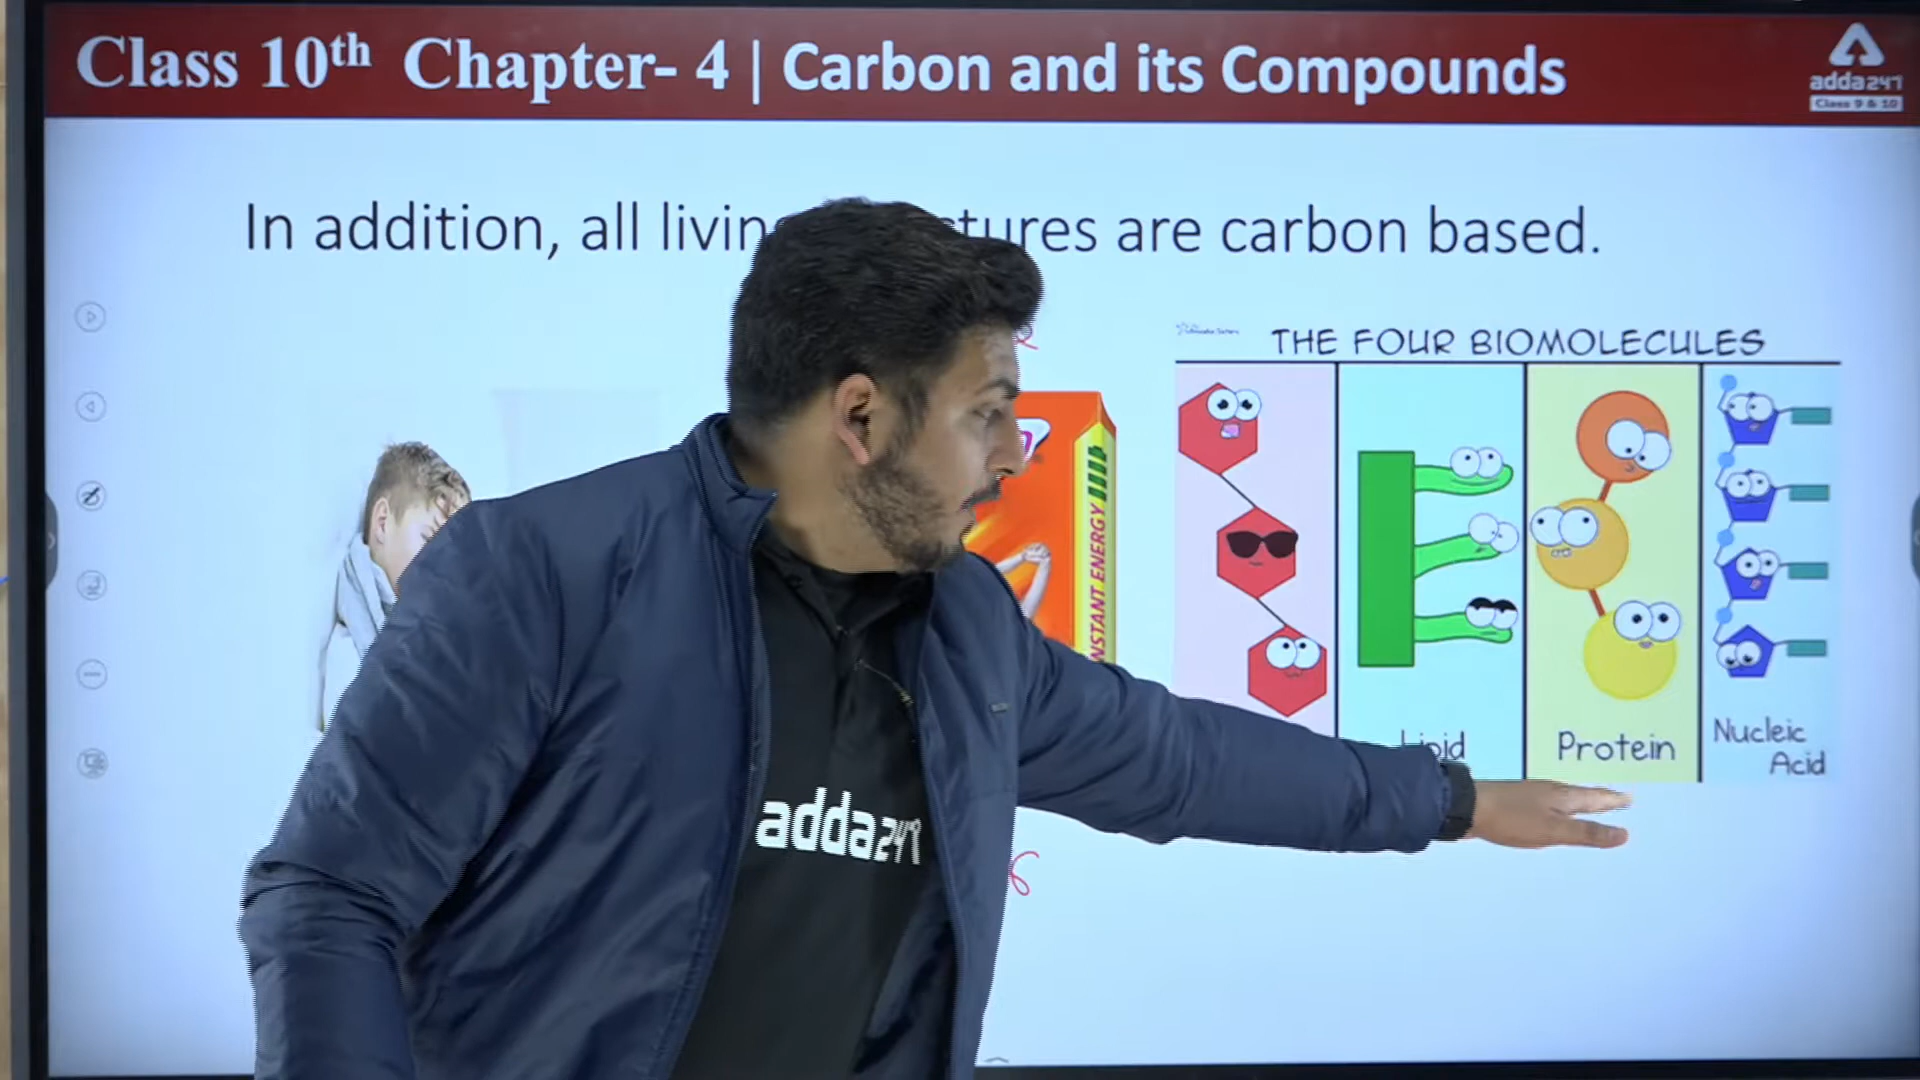 Class 10th Chapter- 4 | Carbon and its Compounds
adda247
Class 9 & 10
In addition, all livin tures are carbon based.
THE FOUR BIOMOLECULES
INSTANT ENERGY
Lipid
Protein
Nucleic
Acid
adda247